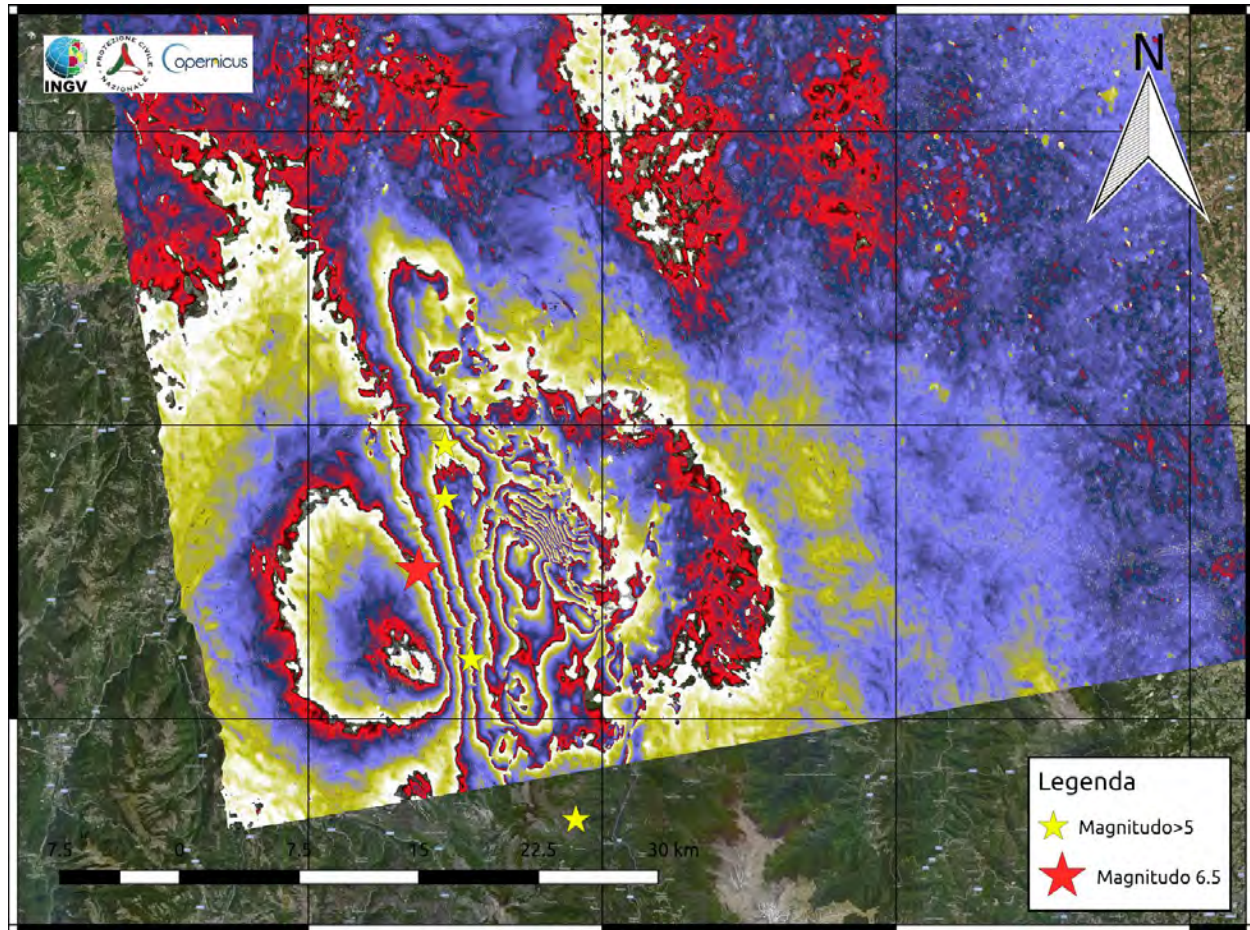 INGV
PROTEZIONE CIVILE
NAZIONALE
Copernicus
N
Legenda
Magnitudo>5
Magnitudo 6.5
7.5 0 7.5 15 22.5 30 km